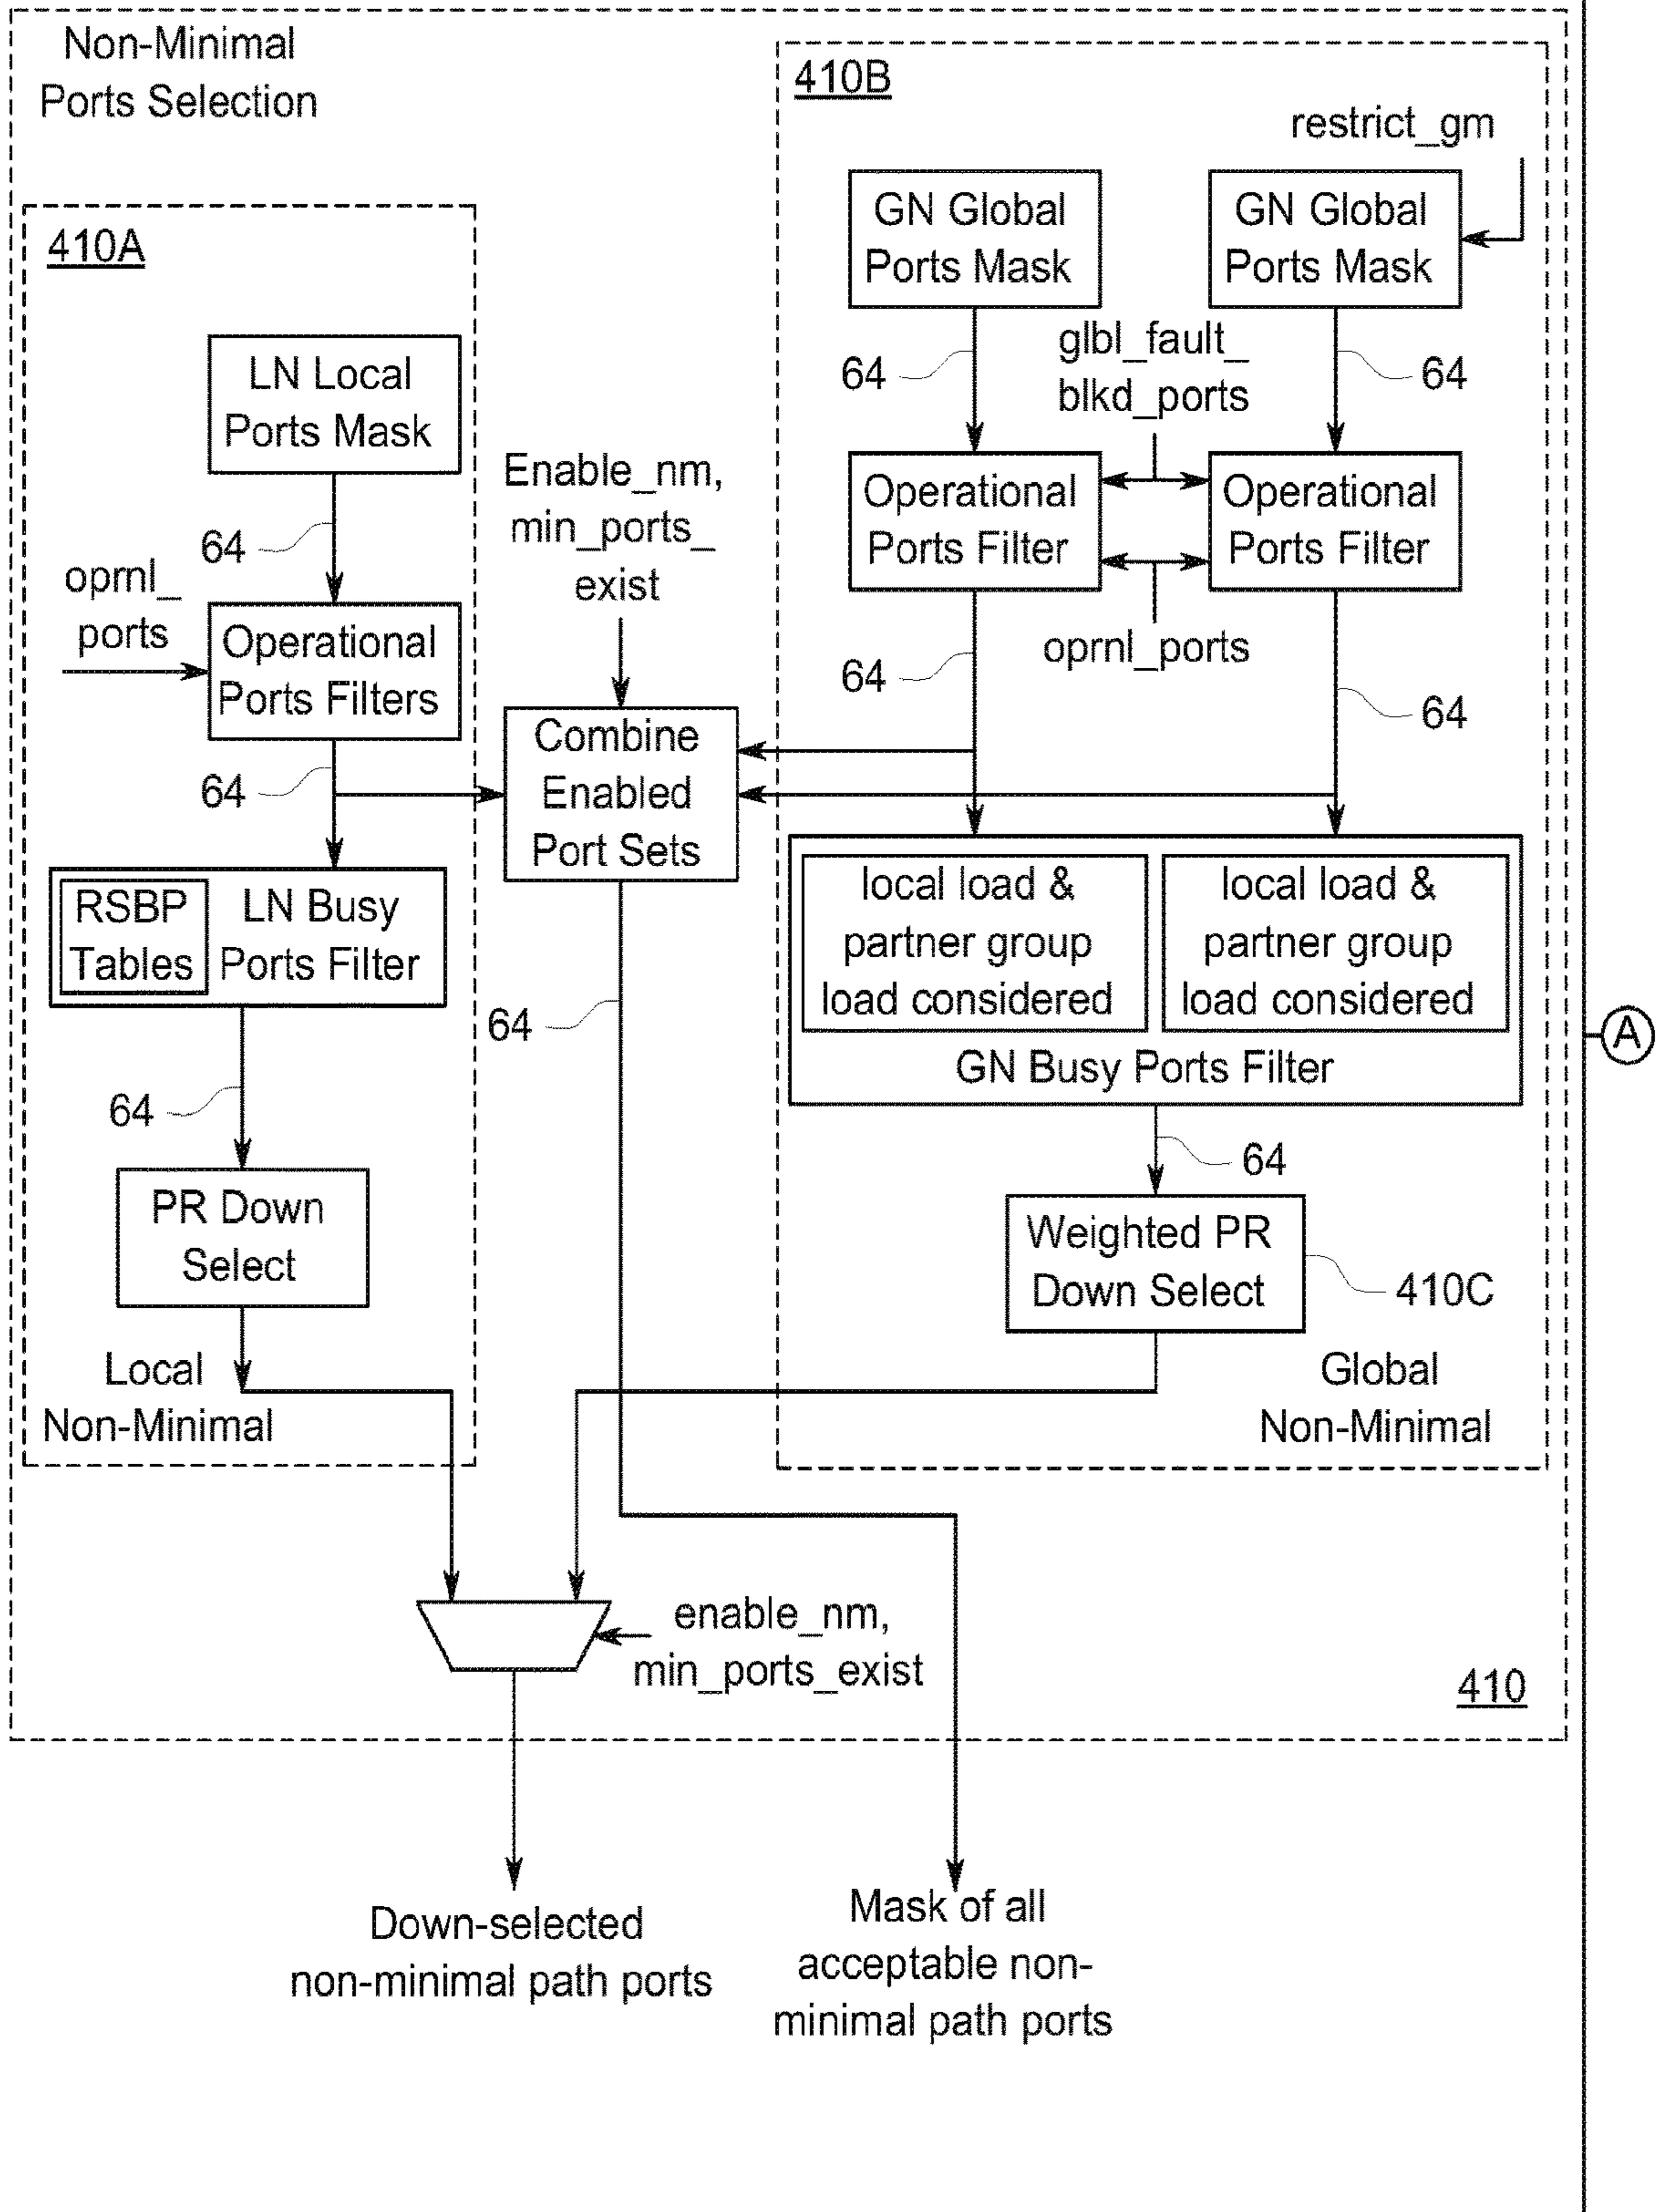 Non-Minimal
Ports Selection
410B
restrict_gm
GN Global
Ports Mask
GN Global
Ports Mask
410A
LN Local
Ports Mask
64
glbl_fault_
blkd_ports
64
Enable_nm,
min_ports_
exist
Operational
Ports Filter
Operational
Ports Filter
64
oprnl_
ports
Operational
Ports Filters
64
oprnl_ports
64
64
Combine
Enabled
Port Sets
RSBP
Tables
LN Busy
Ports Filter
local load &
partner group
load considered
local load &
partner group
load considered
GN Busy Ports Filter
64
A
64
64
PR Down
Select
Weighted PR
Down Select
410C
Local
Non-Minimal
Global
Non-Minimal
enable_nm,
min_ports_exist
410
Down-selected
non-minimal path ports
Mask of all
acceptable non-
minimal path ports